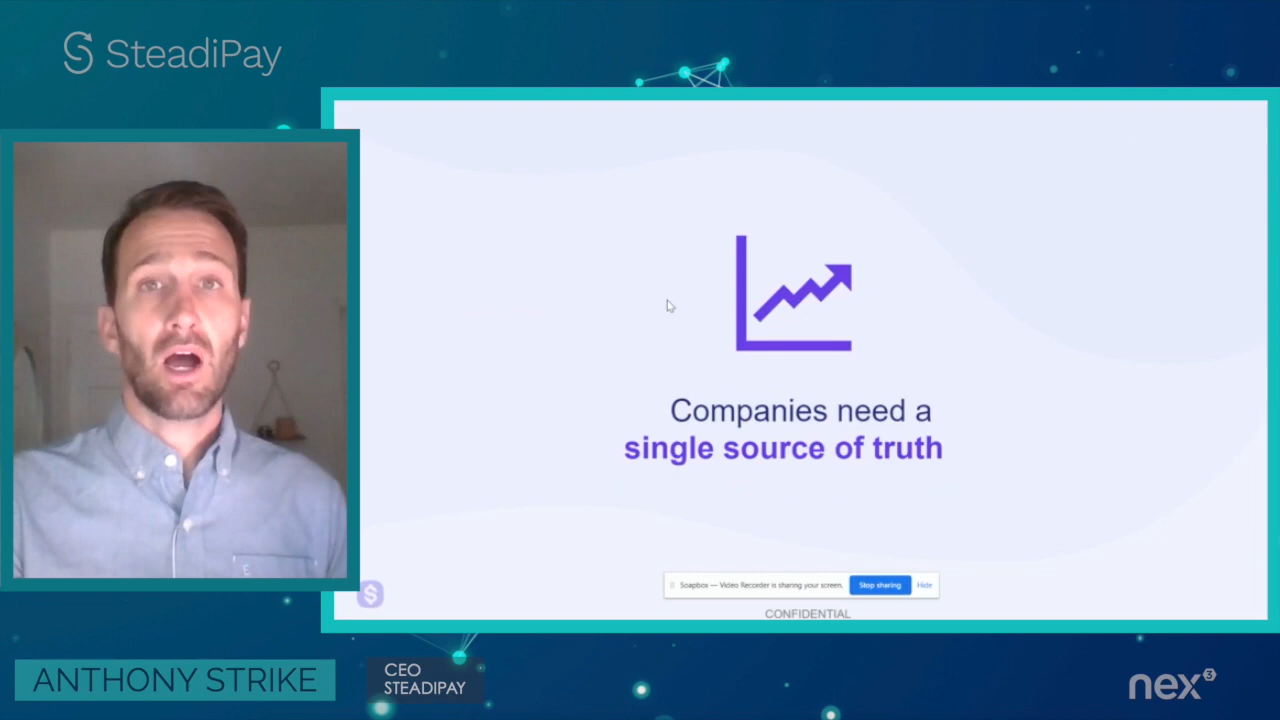 SteadiPay
Companies need a
single source of truth
Soapbox — Video Recorder is sharing your screen.
Stop sharing
Hide
CONFIDENTIAL
ANTHONY STRIKE
CEO
STEADIPAY
nex3